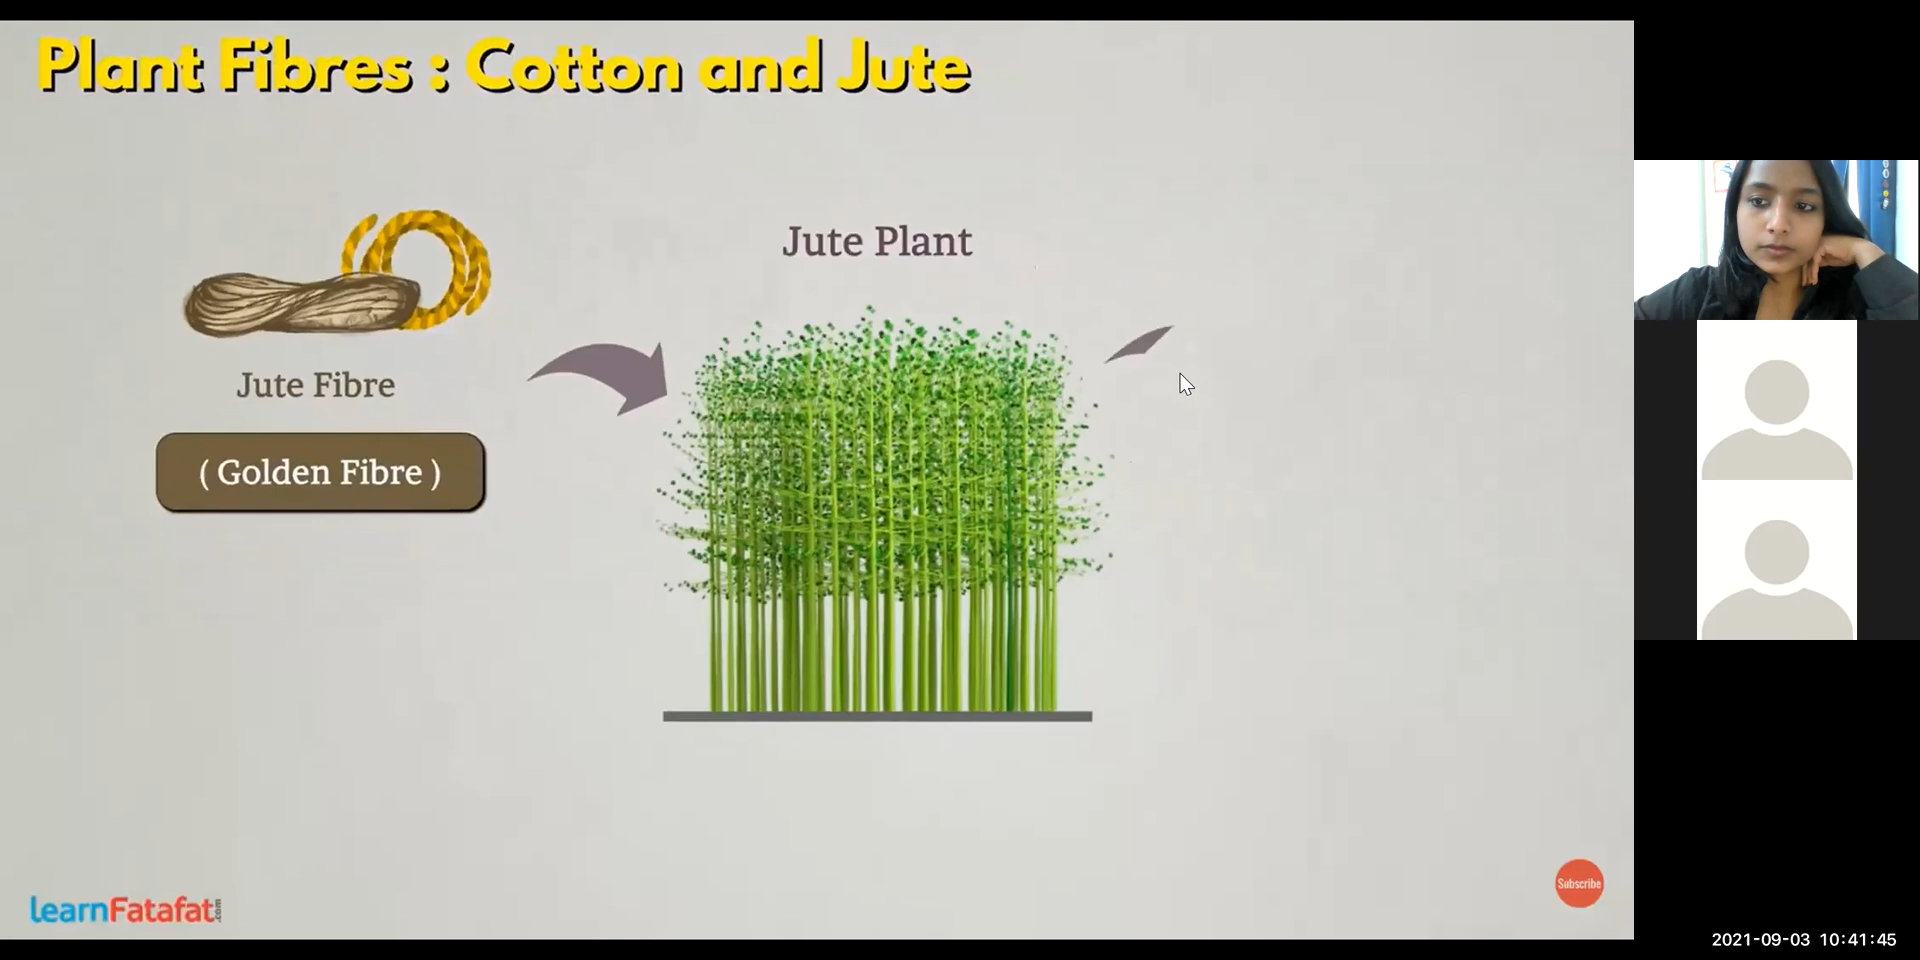 Plant Fibres : Cotton and Jute
Jute Plant
Jute Fibre
( Golden Fibre )
Subscribe
learnFatafat.com
2021-09-03 10:41:45